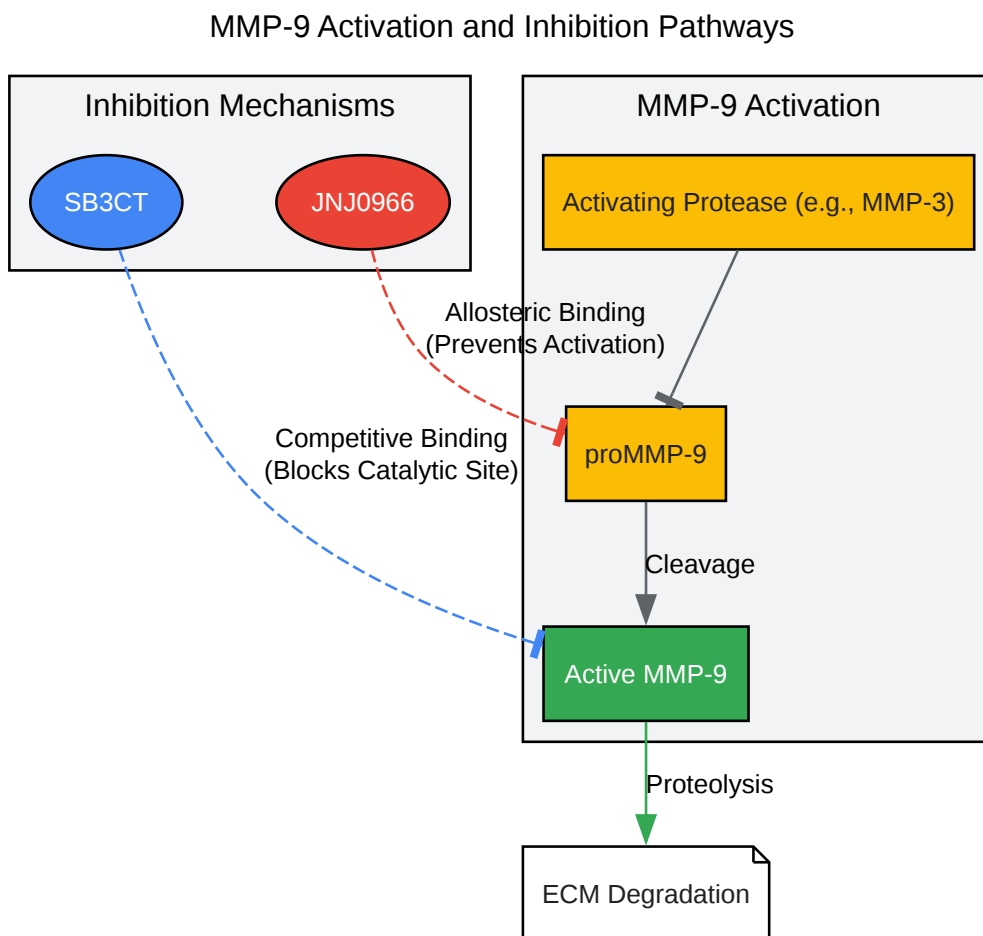 MMP-9 Activation and Inhibition Pathways
Inhibition Mechanisms
MMP-9 Activation
SB3CT
JNJ0966
Activating Protease (e.g., MMP-3)
Allosteric Binding
(Prevents Activation)
Competitive Binding
(Blocks Catalytic Site)
proMMP-9
Cleavage
Active MMP-9
Proteolysis
ECM Degradation